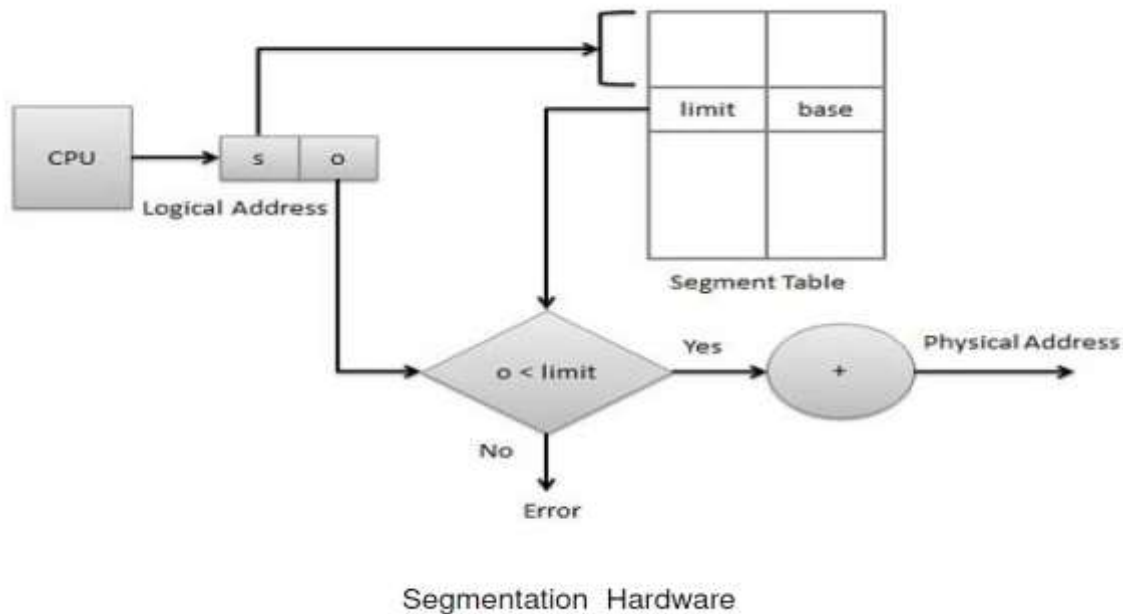 limit base
CPU
s o
Logical Address
Segment Table
o < limit
Yes
+
Physical Address
No
Error
Segmentation Hardware